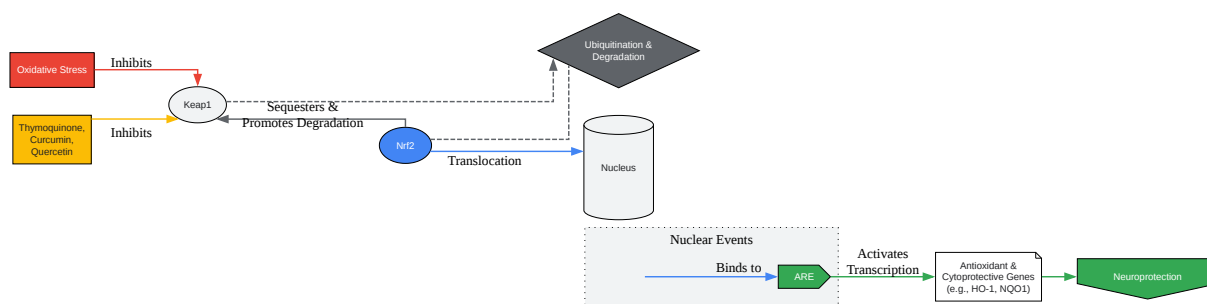 Ubiquitination &
Degradation
Oxidative Stress
Inhibits
Keap1
Sequesters &
Promotes Degradation
Thymoquinone,
Curcumin,
Quercetin
Inhibits
Nrf2
Translocation
Nucleus
Nuclear Events
Binds to
ARE
Activates
Transcription
Antioxidant &
Cytoprotective Genes
(e.g., HO-1, NQO1)
Neuroprotection